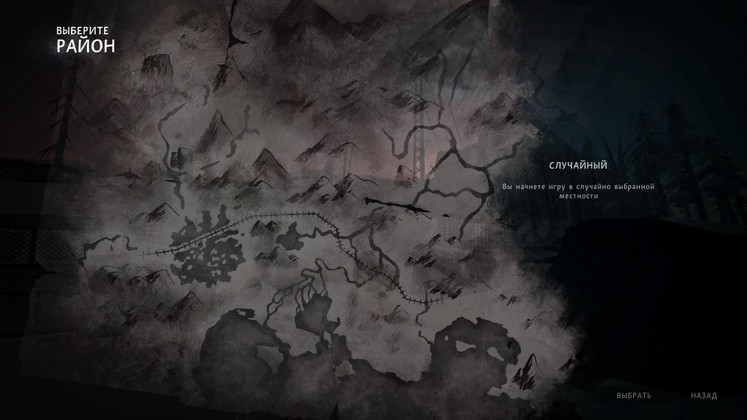 ВЫБЕРИТЕ
РАЙОН
СЛУЧАЙНЫЙ
Вы начнете игру в случайно выбранной
местности
ВЫБРАТЬ
НАЗАД